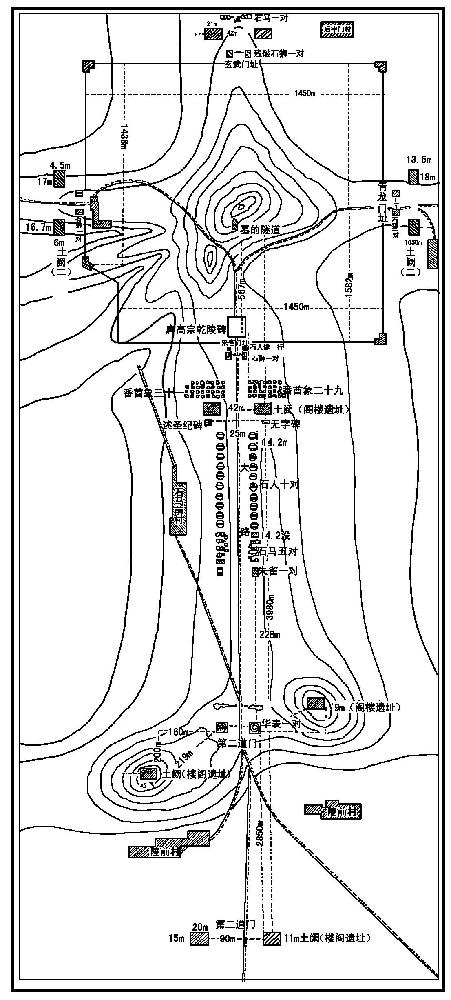 石马一对
21m
42m
后宰门村
残破石狮一对
玄武门址
1450m
1438m
4.5m
17m
13.5m
18m
青龙门址
石狮一对
石狮一对
16.7m
6m
土阙(二)
墓的隧道
1650m
土阙(二)
567m
1582m
1450m
唐高宗乾陵碑
朱雀门址
石人像一行
石狮一对
番酋象三十
番酋象二十九
42m
土阙（阁楼遗址）
述圣纪碑
无字碑
25m
14.2m
大
石人十对
石马前村
路
14.2没
石马五对
朱雀一对
3980m
228m
9m（阁楼遗址）
华表一对
160m
第二道门
200m
219m
土阙(楼阁遗址)
陵前村
2850m
陵前村
第二道门
20m
15m
90m
11m土阙(楼阁遗址)